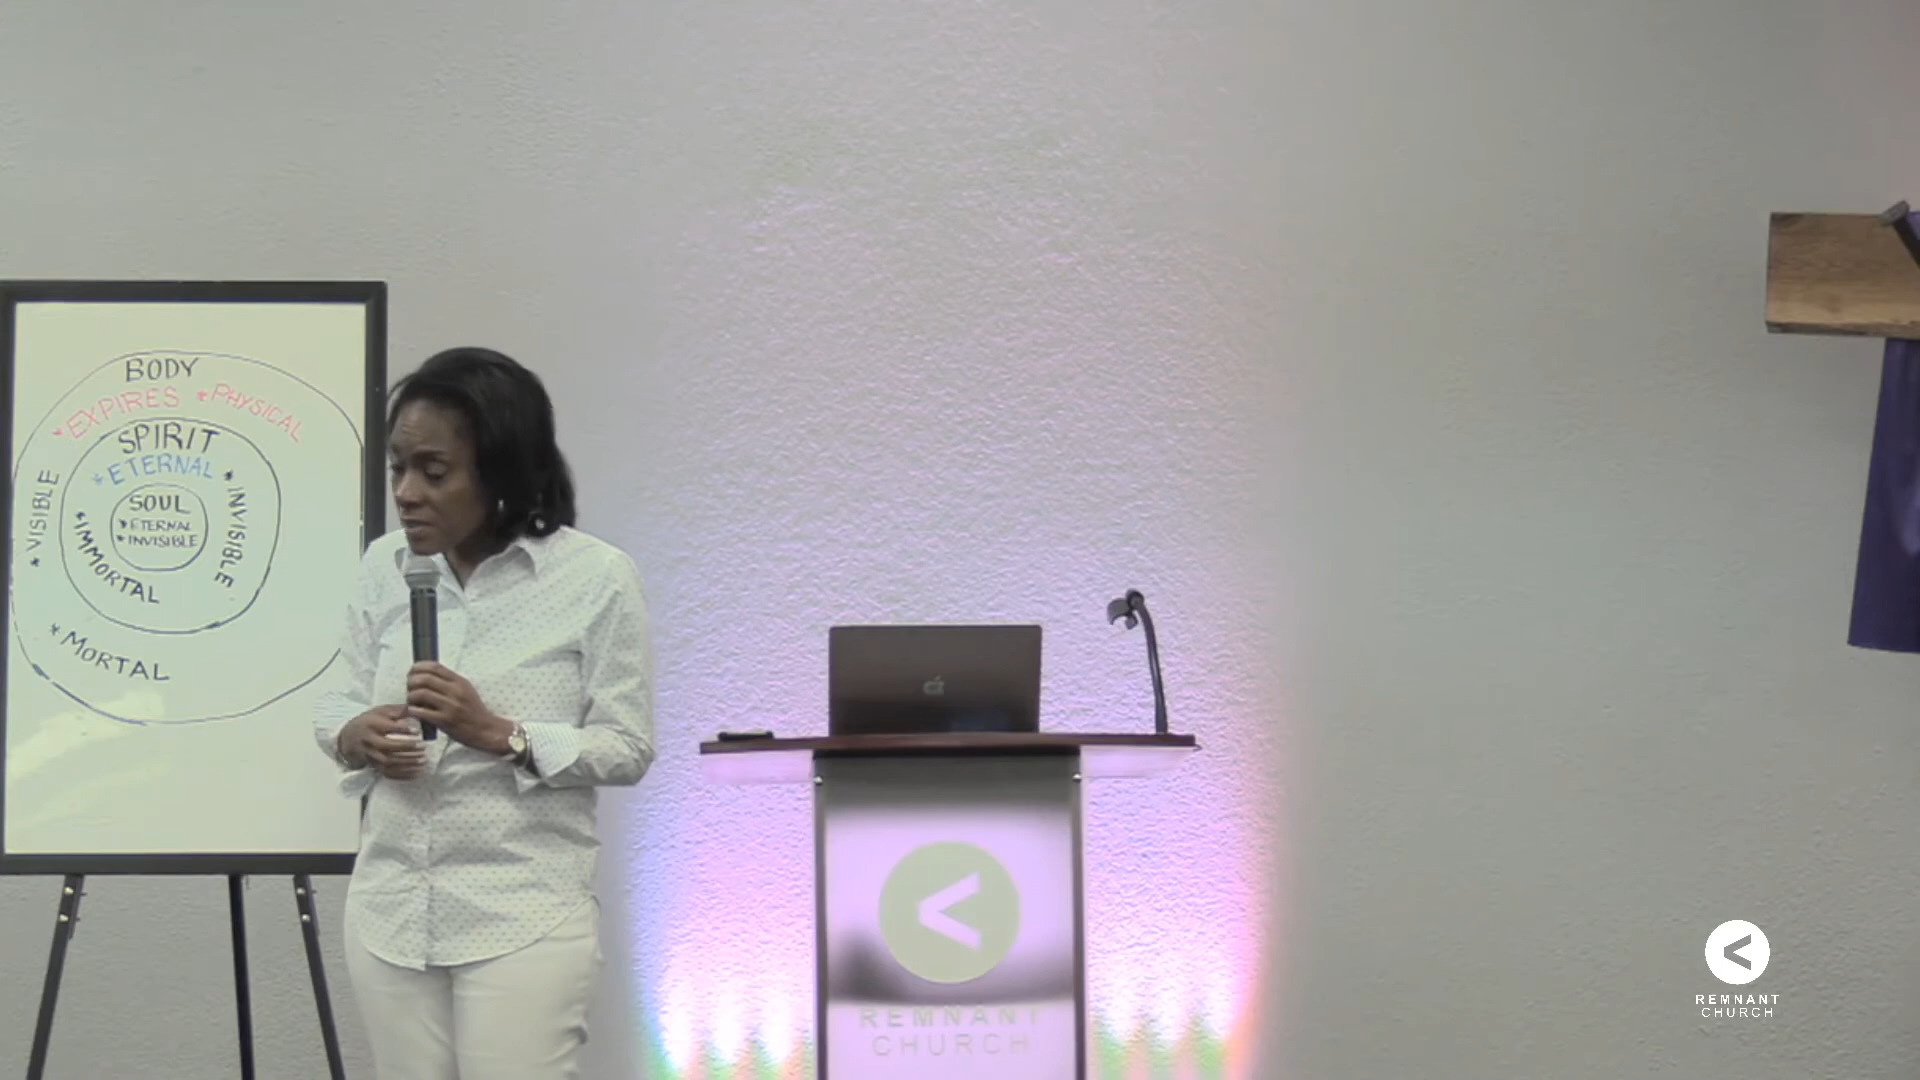 BODY
*EXPIRES *PHYSICAL
SPIRIT
*ETERNAL
*INVISIBLE
*VISIBLE
SOUL
*ETERNAL
*INVISIBLE
*IMMORTAL
*MORTAL
REMNANT
CHURCH
REMNANT
CHURCH